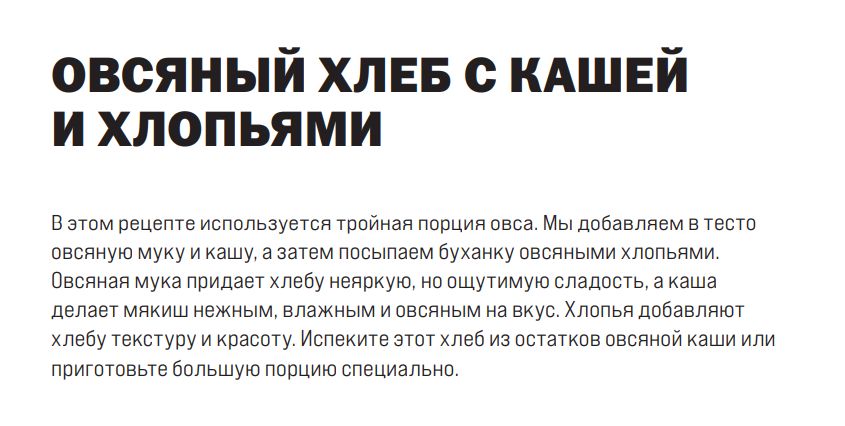 ОВСЯНЫЙ ХЛЕБ С КАШЕЙ
И ХЛОПЬЯМИ
В этом рецепте используется тройная порция овса. Мы добавляем в тесто
овсяную муку и кашу, а затем посыпаем буханку овсяными хлопьями.
Овсяная мука придает хлебу неяркую, но ощутимую сладость, а каша
делает мякиш нежным, влажным и овсяным на вкус. Хлопья добавляют
хлебу текстуру и красоту. Испеките этот хлеб из остатков овсяной каши или
приготовьте большую порцию специально.